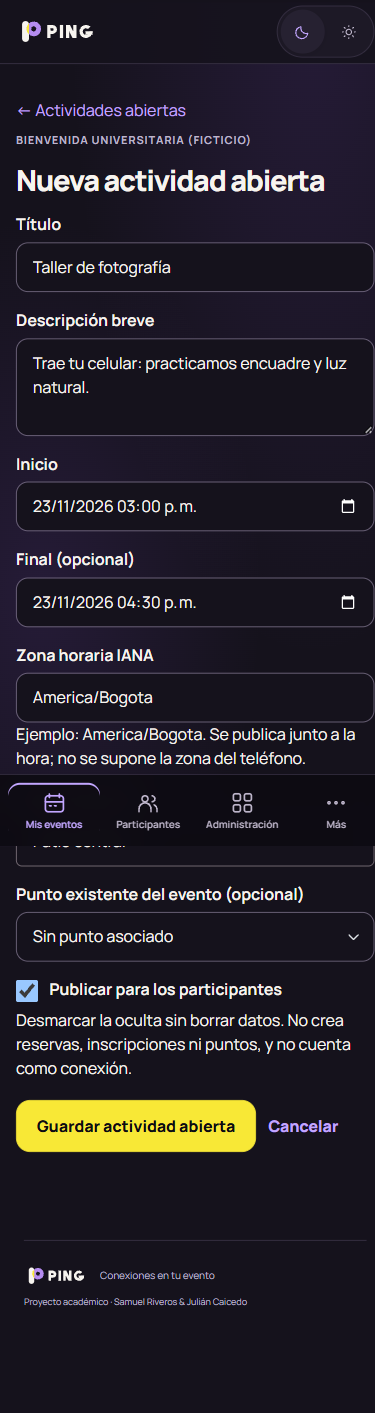 PING
← Actividades abiertas
BIENVENIDA UNIVERSITARIA (FICTICIO)
Nueva actividad abierta
Título
Taller de fotografía
Descripción breve
Trae tu celular: practicamos encuadre y luz
natural.
Inicio
23/11/2026 03:00 p. m.
Final (opcional)
23/11/2026 04:30 p. m.
Zona horaria IANA
America/Bogota
Ejemplo: America/Bogota. Se publica junto a la
hora; no se supone la zona del teléfono.
Mis eventos Participantes Administración Más
Punto existente del evento (opcional)
Sin punto asociado
Publicar para los participantes
Desmarcar la oculta sin borrar datos. No crea
reservas, inscripciones ni puntos, y no cuenta
como conexión.
Guardar actividad abierta Cancelar
PING Conexiones en tu evento
Proyecto académico · Samuel Riveros & Julián Caicedo